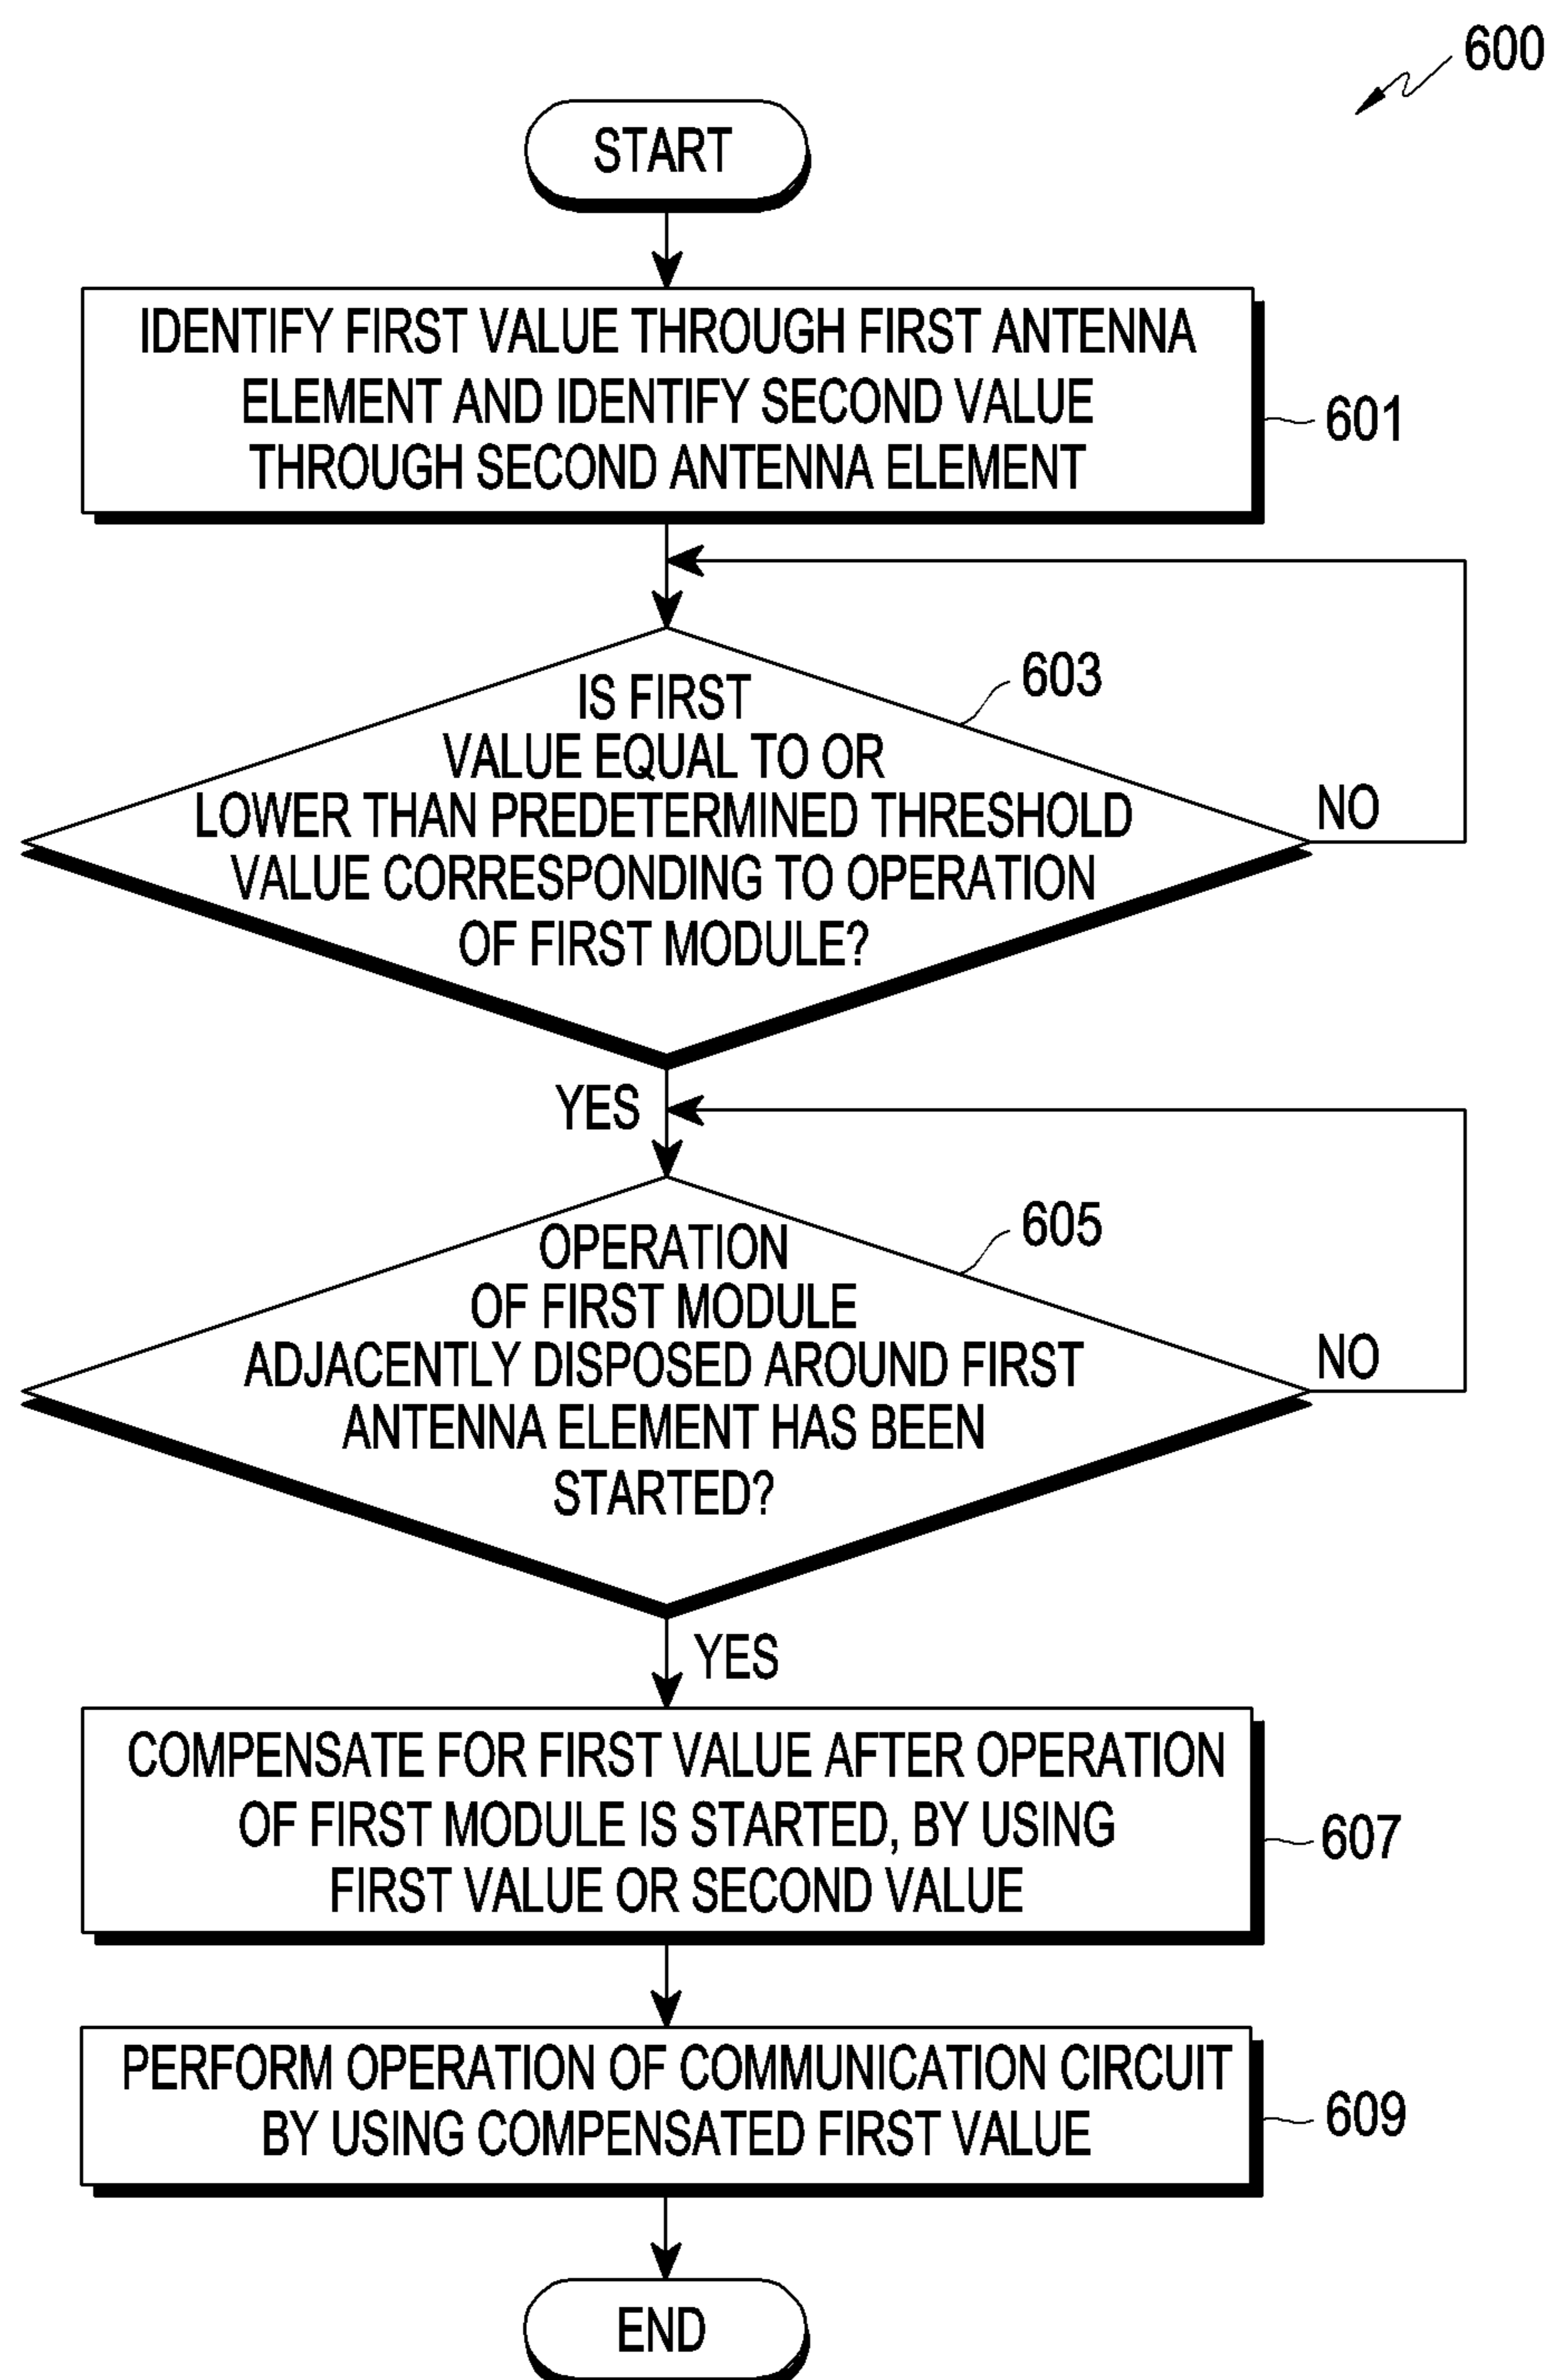 600
START
IDENTIFY FIRST VALUE THROUGH FIRST ANTENNA
ELEMENT AND IDENTIFY SECOND VALUE
THROUGH SECOND ANTENNA ELEMENT
601
603
IS FIRST
VALUE EQUAL TO OR
LOWER THAN PREDETERMINED THRESHOLD
VALUE CORRESPONDING TO OPERATION
OF FIRST MODULE?
NO
YES
605
OPERATION
OF FIRST MODULE
ADJACENTLY DISPOSED AROUND FIRST
ANTENNA ELEMENT HAS BEEN
STARTED?
NO
YES
COMPENSATE FOR FIRST VALUE AFTER OPERATION
OF FIRST MODULE IS STARTED, BY USING
FIRST VALUE OR SECOND VALUE
607
PERFORM OPERATION OF COMMUNICATION CIRCUIT
BY USING COMPENSATED FIRST VALUE
609
END